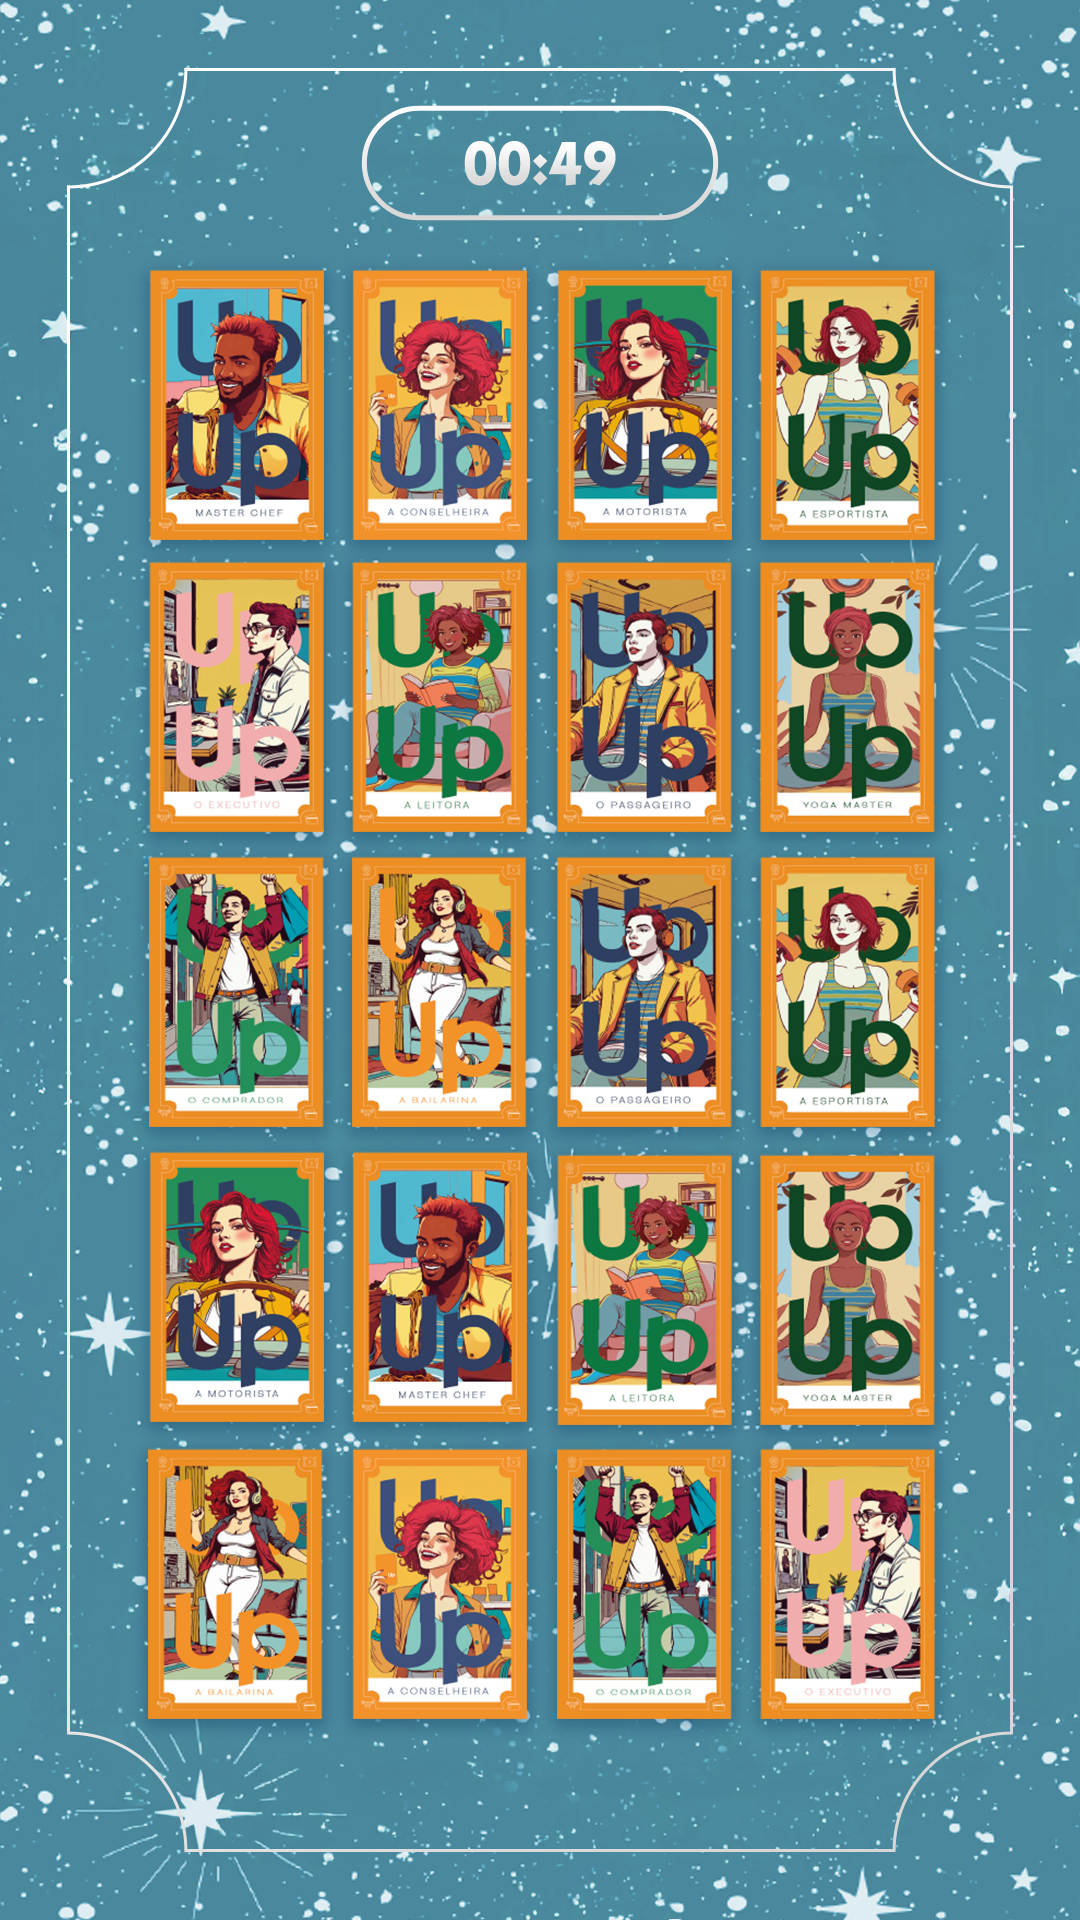 00:49
Up Up Up Up
Up Up Up Up
MASTER CHEF A CONSELHEIRA A MOTORISTA A ESPORTISTA
Up Up Up Up
Up Up Up Up
O EXECUTIVO A LEITORA O PASSAGEIRO YOGA MASTER
Up Up Up Up
Up Up Up Up
O COMPRADOR A BAILARINA O PASSAGEIRO A ESPORTISTA
Up Up Up Up
Up Up Up Up
A MOTORISTA MASTER CHEF A LEITORA YOGA MASTER
Up Up Up Up
Up Up Up Up
A BAILARINA A CONSELHEIRA O COMPRADOR O EXECUTIVO